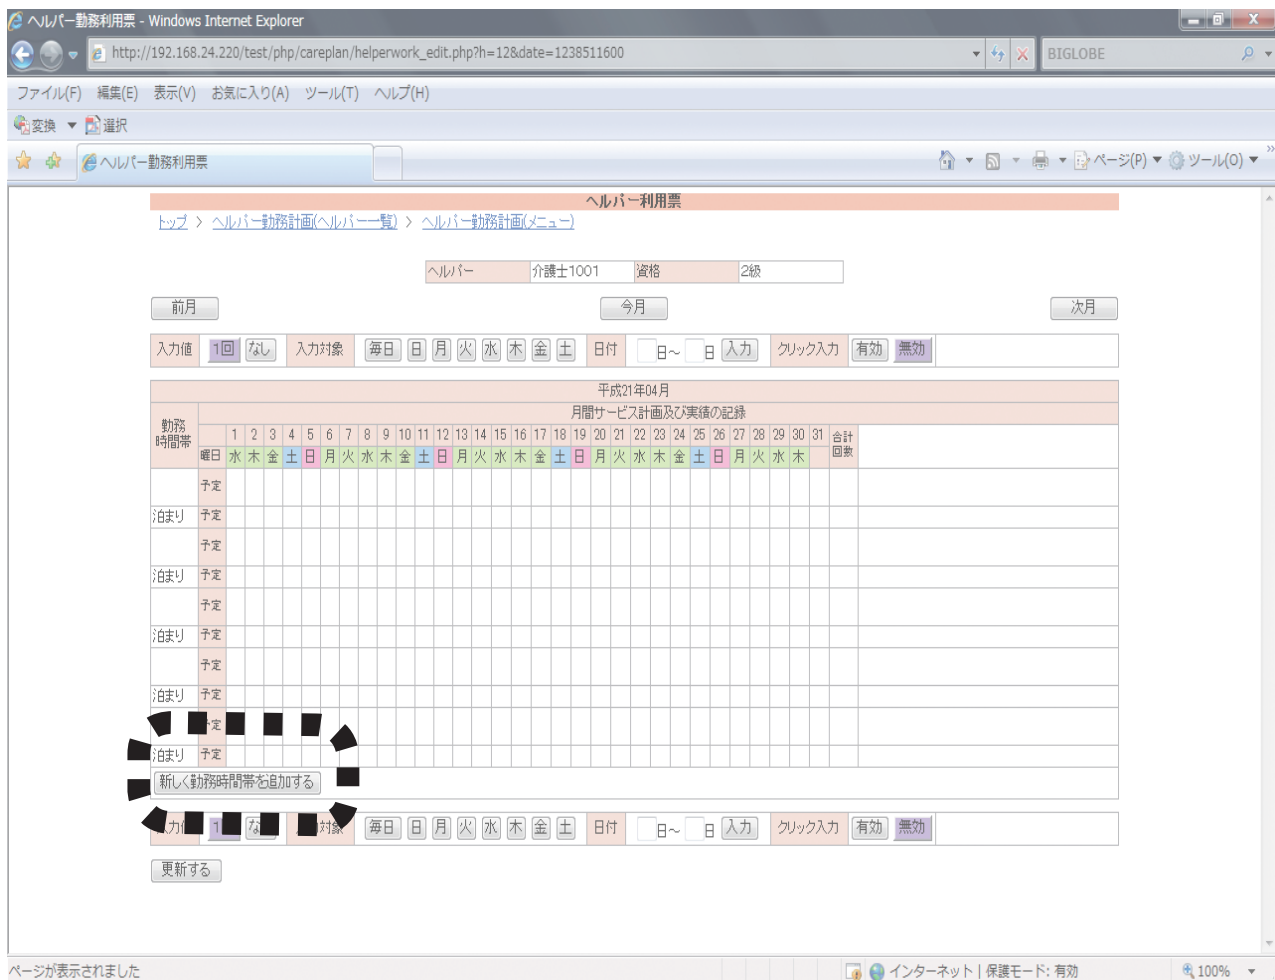 ヘルパー勤務利用票 - Windows Internet Explorer
http://192.168.24.220/test/php/careplan/helperwork_edit.php?h=12&date=1238511600
BIGLOBE
ファイル(F) 編集(E) 表示(V) お気に入り(A) ツール(T) ヘルプ(H)
変換 選択
ヘルパー勤務利用票
ページ(P) ツール(O) »
ヘルパー利用票
トップ > ヘルパー勤務計画(ヘルパー一覧) > ヘルパー勤務計画(メニュー)
ヘルパー 介護士1001 資格 2級
前月 今月 次月
入力値 1回 なし 入力対象 毎日 日 月 火 水 木 金 土 日付 日～ 日 入力 クリック入力 有効 無効
平成21年04月
月間サービス計画及び実績の記録
勤務
時間帯
1 2 3 4 5 6 7 8 9 10 11 12 13 14 15 16 17 18 19 20 21 22 23 24 25 26 27 28 29 30 31 合計
回数
曜日 水 木 金 土 日 月 火 水 木 金 土 日 月 火 水 木 金 土 日 月 火 水 木 金 土 日 月 火 水 木
予定
泊まり 予定
予定
泊まり 予定
予定
泊まり 予定
予定
泊まり 予定
予定
泊まり 予定
新しく勤務時間帯を追加する
入力値 1 な 入力対象 毎日 日 月 火 水 木 金 土 日付 日～ 日 入力 クリック入力 有効 無効
更新する
ページが表示されました
インターネット | 保護モード: 有効
100%